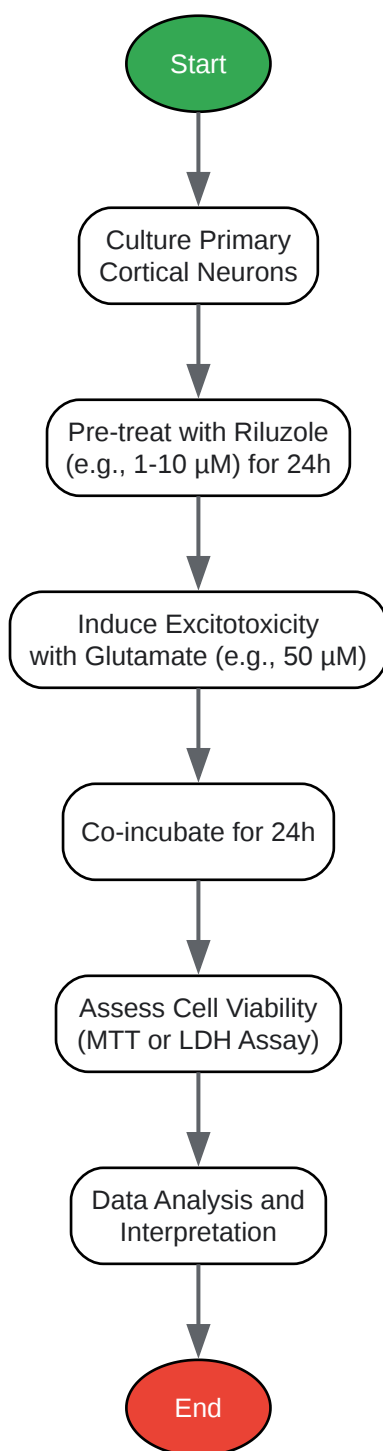 Start
Culture Primary
Cortical Neurons
Pre-treat with Riluzole
(e.g., 1-10 µM) for 24h
Induce Excitotoxicity
with Glutamate (e.g., 50 µM)
Co-incubate for 24h
Assess Cell Viability
(MTT or LDH Assay)
Data Analysis and
Interpretation
End